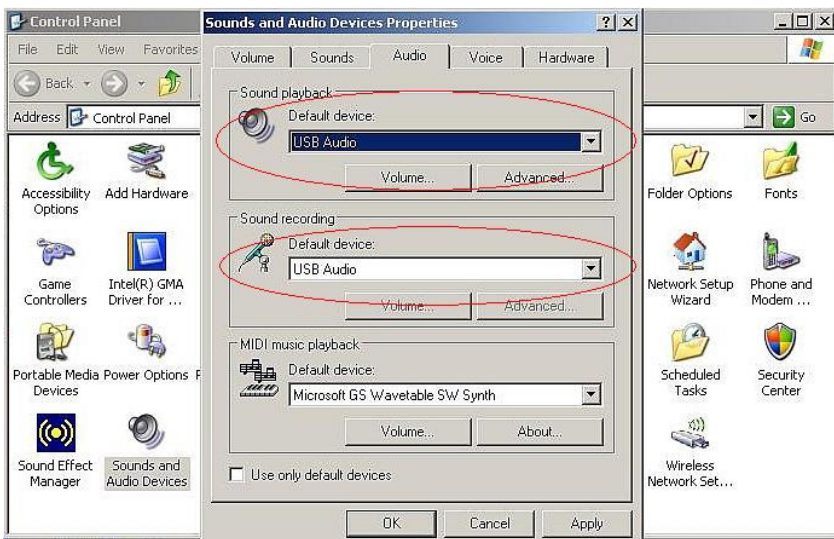 Control Panel
File Edit View Favorites
Back
Address Control Panel
Go
Accessibility Options
Add Hardware
Game Controllers
Intel(R) GMA Driver for ...
Portable Media Devices
Power Options
Sound Effect Manager
Sounds and Audio Devices
Sounds and Audio Devices Properties
Volume Sounds Audio Voice Hardware
Sound playback
Default device:
USB Audio
Volume... Advanced...
Sound recording
Default device:
USB Audio
Volume... Advanced...
MIDI music playback
Default device:
Microsoft GS Wavetable SW Synth
Volume... About...
Use only default devices
OK Cancel Apply
Folder Options
Fonts
Network Setup Wizard
Phone and Modem ...
Scheduled Tasks
Security Center
Wireless Network Set...